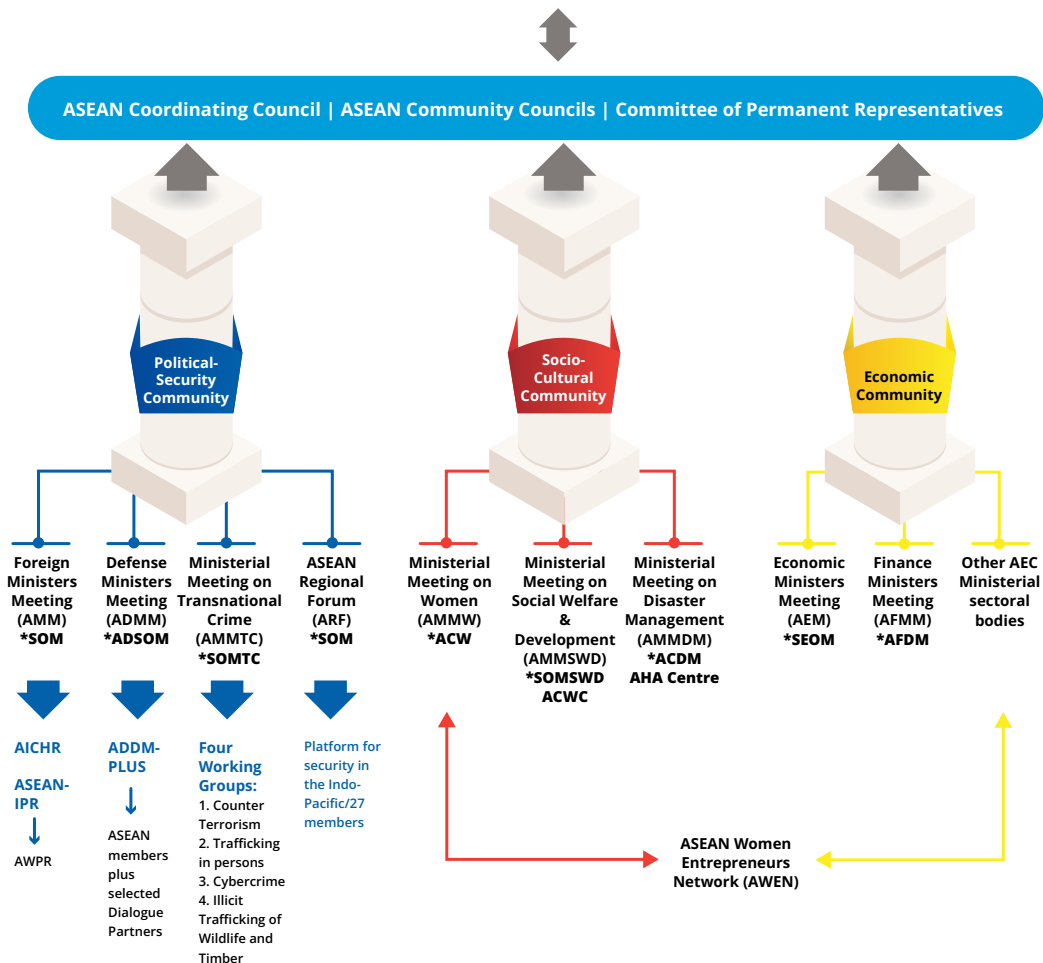 ASEAN Coordinating Council | ASEAN Community Councils | Committee of Permanent Representatives
Political-
Security
Community
Socio-
Cultural
Community
Economic
Community
Foreign
Ministers
Meeting
(AMM)
*SOM
Defense
Ministers
Meeting
(ADMM)
*ADSOM
Ministerial
Meeting on
Transnational
Crime
(AMMTC)
*SOMTC
ASEAN
Regional
Forum
(ARF)
*SOM
Ministerial
Meeting on
Women
(AMMW)
*ACW
Ministerial
Meeting on
Social Welfare
&
Development
(AMMSWD)
*SOMSWD
ACWC
Ministerial
Meeting on
Disaster
Management
(AMMDM)
*ACDM
AHA Centre
Economic
Ministers
Meeting
(AEM)
*SEOM
Finance
Ministers
Meeting
(AFMM)
*AFDM
Other AEC
Ministerial
sectoral
bodies
AICHR
ASEAN-
IPR
AWPR
ADDM-
PLUS
ASEAN
members
plus
selected
Dialogue
Partners
Four
Working
Groups:
1. Counter
Terrorism
2. Trafficking
in persons
3. Cybercrime
4. Illicit
Trafficking of
Wildlife and
Timber
Platform for
security in
the Indo-
Pacific/27
members
ASEAN Women
Entrepreneurs
Network (AWEN)